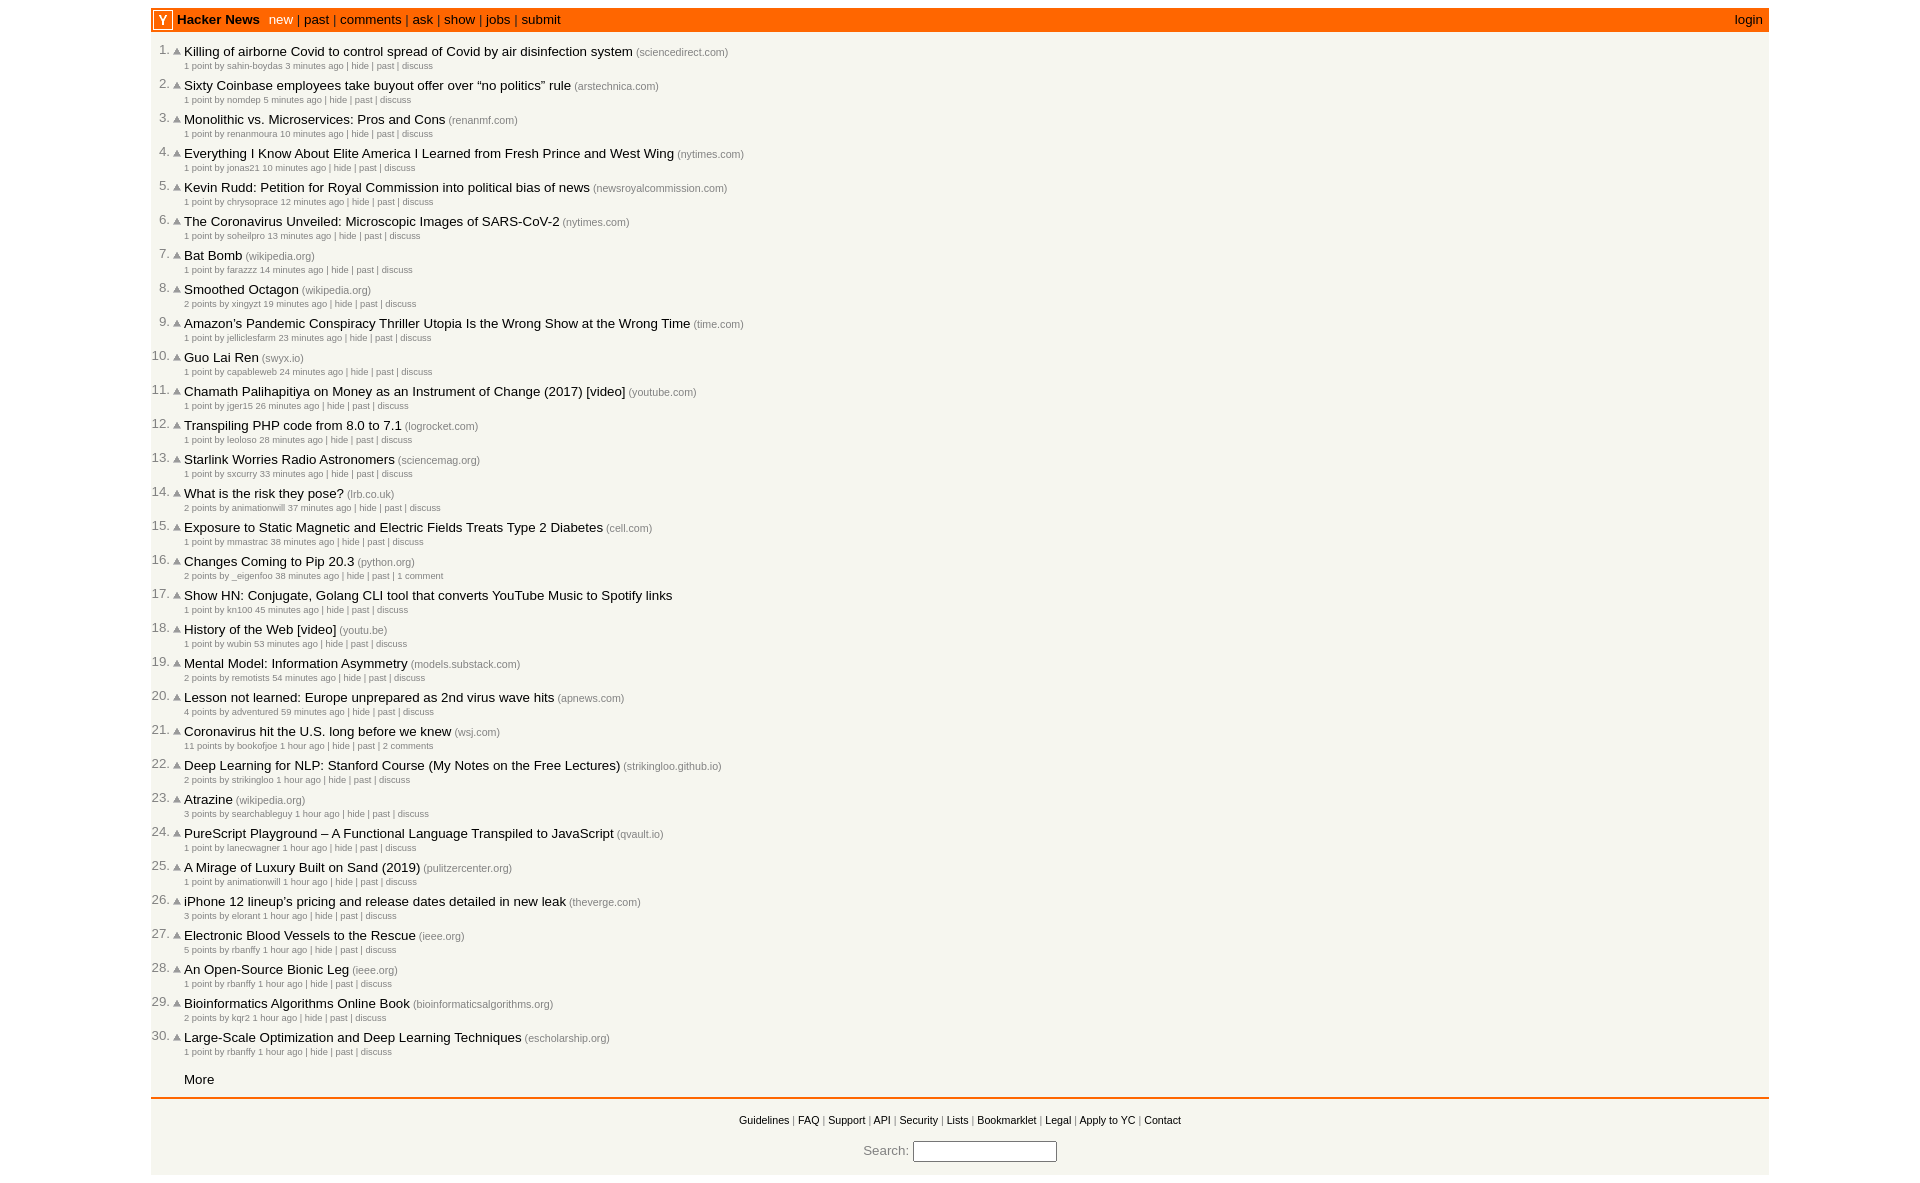 Y Hacker News new | past | comments | ask | show | jobs | submit login
1. Killing of airborne Covid to control spread of Covid by air disinfection system (sciencedirect.com)
1 point by sahin-boydas 3 minutes ago | hide | past | discuss
2. Sixty Coinbase employees take buyout offer over “no politics” rule (arstechnica.com)
1 point by nomdep 5 minutes ago | hide | past | discuss
3. Monolithic vs. Microservices: Pros and Cons (renanmf.com)
1 point by renanmoura 10 minutes ago | hide | past | discuss
4. Everything I Know About Elite America I Learned from Fresh Prince and West Wing (nytimes.com)
1 point by jonas21 10 minutes ago | hide | past | discuss
5. Kevin Rudd: Petition for Royal Commission into political bias of news (newsroyalcommission.com)
1 point by chrysoprace 12 minutes ago | hide | past | discuss
6. The Coronavirus Unveiled: Microscopic Images of SARS-CoV-2 (nytimes.com)
1 point by soheilpro 13 minutes ago | hide | past | discuss
7. Bat Bomb (wikipedia.org)
1 point by farazzz 14 minutes ago | hide | past | discuss
8. Smoothed Octagon (wikipedia.org)
2 points by xingyzt 19 minutes ago | hide | past | discuss
9. Amazon’s Pandemic Conspiracy Thriller Utopia Is the Wrong Show at the Wrong Time (time.com)
1 point by jelliclesfarm 23 minutes ago | hide | past | discuss
10. Guo Lai Ren (swyx.io)
1 point by capableweb 24 minutes ago | hide | past | discuss
11. Chamath Palihapitiya on Money as an Instrument of Change (2017) [video] (youtube.com)
1 point by jger15 26 minutes ago | hide | past | discuss
12. Transpiling PHP code from 8.0 to 7.1 (logrocket.com)
1 point by leoloso 28 minutes ago | hide | past | discuss
13. Starlink Worries Radio Astronomers (sciencemag.org)
1 point by sxcurry 33 minutes ago | hide | past | discuss
14. What is the risk they pose? (lrb.co.uk)
2 points by animationwill 37 minutes ago | hide | past | discuss
15. Exposure to Static Magnetic and Electric Fields Treats Type 2 Diabetes (cell.com)
1 point by mmastrac 38 minutes ago | hide | past | discuss
16. Changes Coming to Pip 20.3 (python.org)
2 points by _eigenfoo 38 minutes ago | hide | past | 1 comment
17. Show HN: Conjugate, Golang CLI tool that converts YouTube Music to Spotify links
1 point by kn100 45 minutes ago | hide | past | discuss
18. History of the Web [video] (youtu.be)
1 point by wubin 53 minutes ago | hide | past | discuss
19. Mental Model: Information Asymmetry (models.substack.com)
2 points by remotists 54 minutes ago | hide | past | discuss
20. Lesson not learned: Europe unprepared as 2nd virus wave hits (apnews.com)
4 points by adventured 59 minutes ago | hide | past | discuss
21. Coronavirus hit the U.S. long before we knew (wsj.com)
11 points by bookofjoe 1 hour ago | hide | past | 2 comments
22. Deep Learning for NLP: Stanford Course (My Notes on the Free Lectures) (strikingloo.github.io)
2 points by strikingloo 1 hour ago | hide | past | discuss
23. Atrazine (wikipedia.org)
3 points by searchableguy 1 hour ago | hide | past | discuss
24. PureScript Playground – A Functional Language Transpiled to JavaScript (qvault.io)
1 point by lanecwagner 1 hour ago | hide | past | discuss
25. A Mirage of Luxury Built on Sand (2019) (pulitzercenter.org)
1 point by animationwill 1 hour ago | hide | past | discuss
26. iPhone 12 lineup’s pricing and release dates detailed in new leak (theverge.com)
3 points by elorant 1 hour ago | hide | past | discuss
27. Electronic Blood Vessels to the Rescue (ieee.org)
5 points by rbanffy 1 hour ago | hide | past | discuss
28. An Open-Source Bionic Leg (ieee.org)
1 point by rbanffy 1 hour ago | hide | past | discuss
29. Bioinformatics Algorithms Online Book (bioinformaticsalgorithms.org)
2 points by kqr2 1 hour ago | hide | past | discuss
30. Large-Scale Optimization and Deep Learning Techniques (escholarship.org)
1 point by rbanffy 1 hour ago | hide | past | discuss
More
Guidelines | FAQ | Support | API | Security | Lists | Bookmarklet | Legal | Apply to YC | Contact
Search: